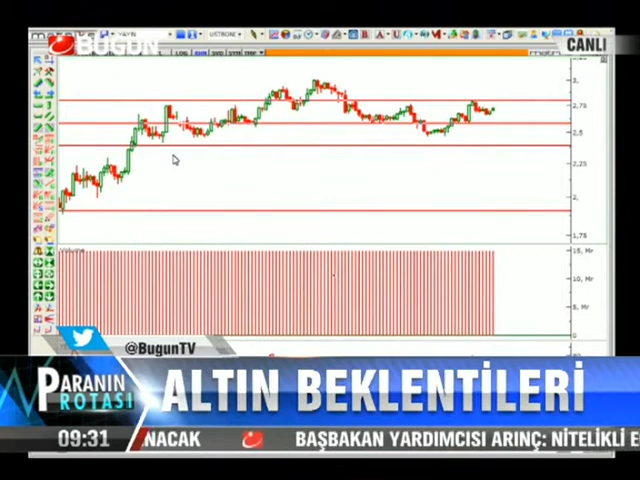 BUGÜN
CANLI
3,
2,75
2,5
2,25
2,
1,75
Volume
15, Mr
10, Mr
5, Mr
0
@BugunTV
PARANIN
ROTASI
ALTIN BEKLENTİLERİ
09:31
NACAK
BAŞBAKAN YARDIMCISI ARINÇ: NİTELİKLİ E